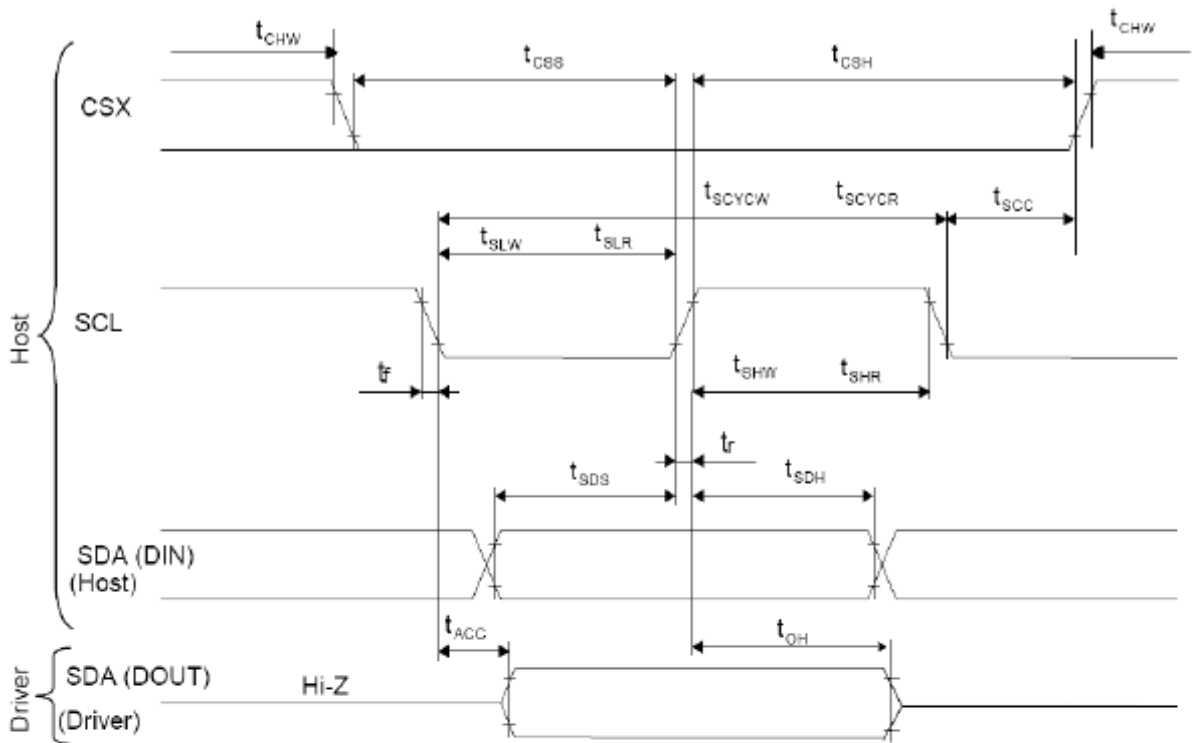 tCHW
tCHW
tCSS
tCSH
CSX
tSCYCW
tSCYCR
tSCC
tSLW
tSLR
SCL
Host
tf
tSHW
tSHR
tr
tSDS
tSDH
SDA (DIN)
(Host)
tACC
tOH
SDA (DOUT)
Hi-Z
(Driver)
Driver